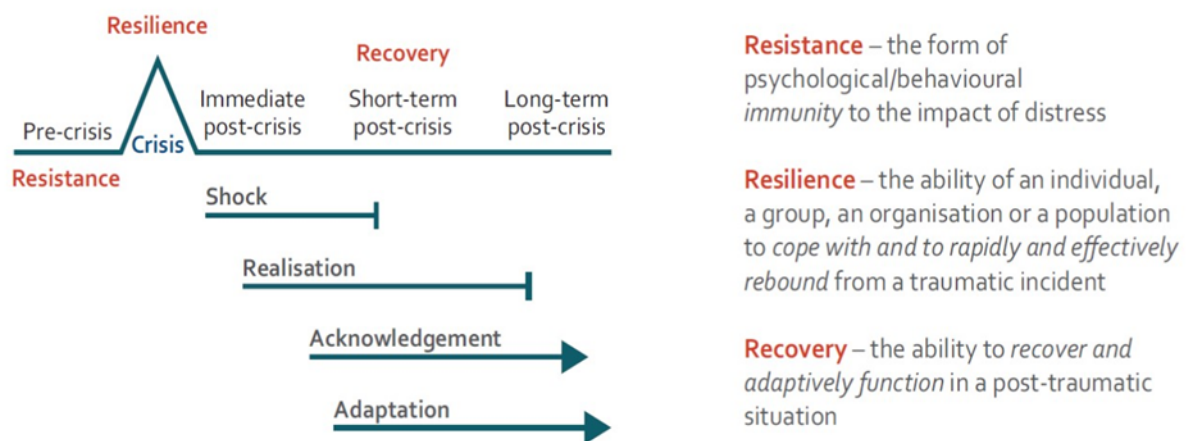 Resilience
Recovery
Immediate
post-crisis
Short-term
post-crisis
Long-term
post-crisis
Pre-crisis
Crisis
Resistance
Shock
Realisation
Acknowledgement
Adaptation
Resistance – the form of
psychological/behavioural
immunity to the impact of distress
Resilience – the ability of an individual,
a group, an organisation or a population
to cope with and to rapidly and effectively
rebound from a traumatic incident
Recovery – the ability to recover and
adaptively function in a post-traumatic
situation